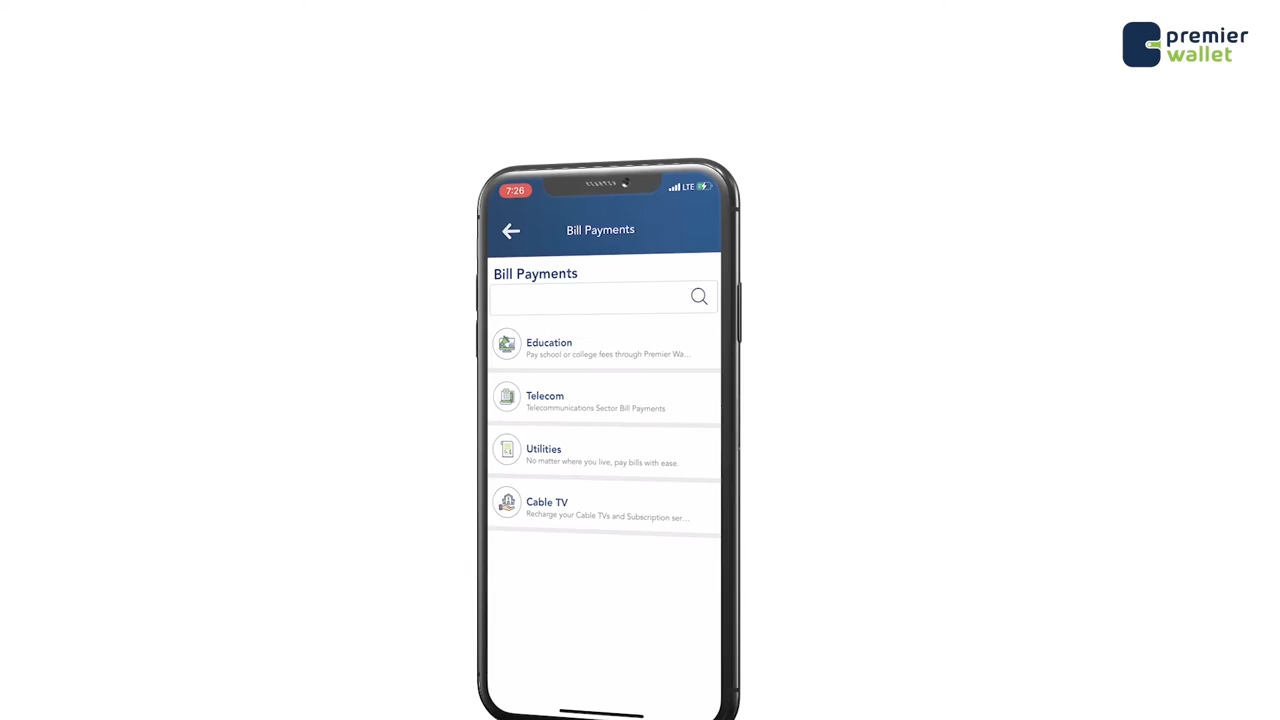 premier
wallet
7:26
LTE
Bill Payments
Bill Payments
Education
Pay school or college fees through Premier Wa...
Telecom
Telecommunications Sector Bill Payments
Utilities
No matter where you live, pay bills with ease.
Cable TV
Recharge your Cable TVs and Subscription ser...